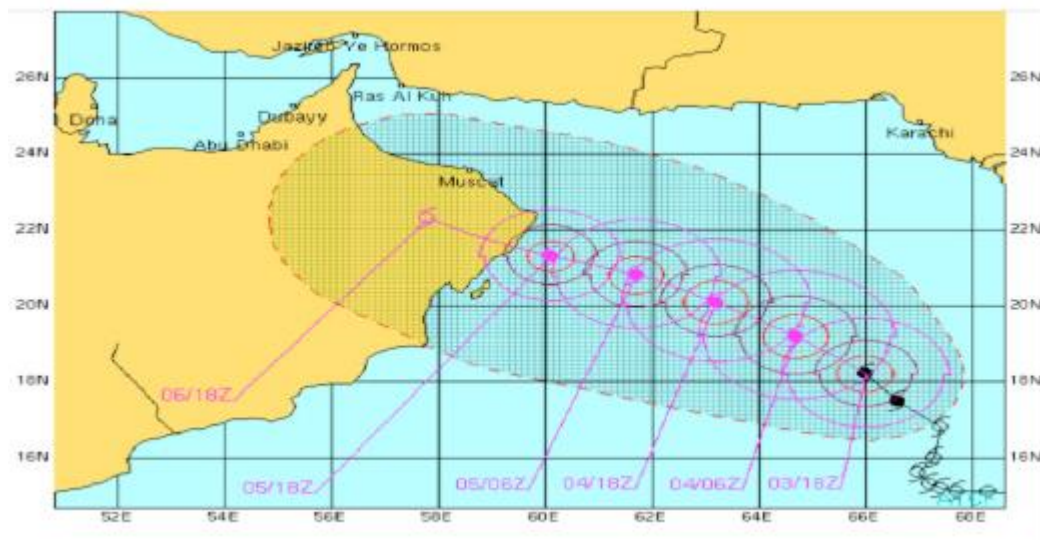 Jazireh Ye Hormos
26N
26N
Ras Al Kuh
Doha
Dubayy
Karachi
Abu Dhabi
24N
24N
Muscat
22N
22N
20N
20N
18N
18N
06/18Z
16N
16N
05/18Z
05/06Z
04/18Z
04/06Z
03/18Z
52E
54E
56E
58E
60E
62E
64E
66E
68E